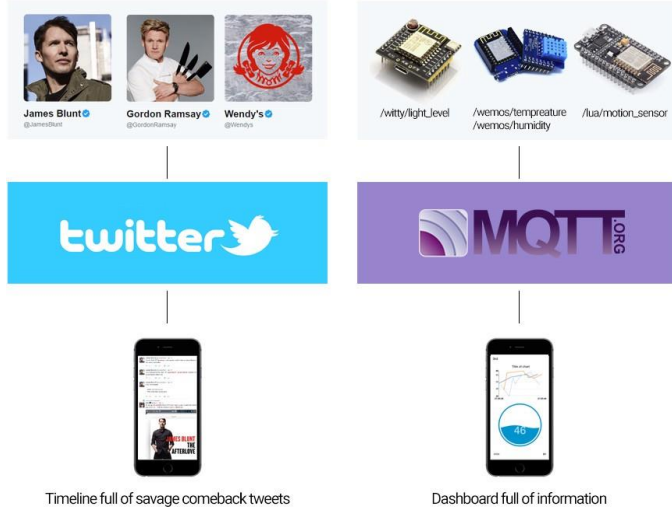 James Blunt
@JamesBlunt
Gordon Ramsay
@GordonRamsay
Wendy's
@Wendys
/witty/light_level
/wemos/tempreature
/wemos/humidity
/lua/motion_sensor
twitter
MQTT
.ORG
JAMES BLUNT
THE
AFTERLOVE
46
Timeline full of savage comeback tweets
Dashboard full of information